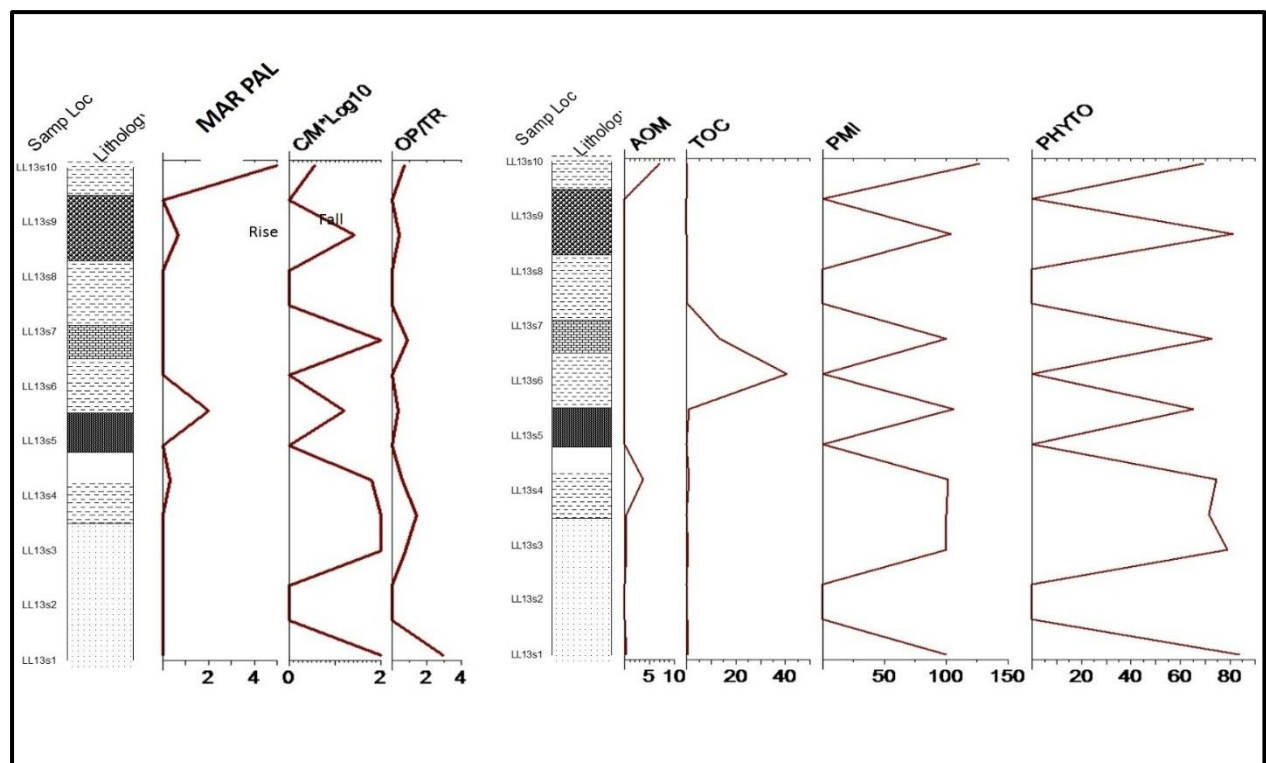 Samp Loc
Litholog
MAR PAL
C/M*Log10
OP/TR
LL13s10
LL13s9
LL13s8
LL13s7
LL13s6
LL13s5
LL13s4
LL13s3
LL13s2
LL13s1
Rise
Fall
2 4
0 2
2 4
Samp Loc
Litholog
AOM
TOC
PMI
PHYTO
LL13s10
LL13s9
LL13s8
LL13s7
LL13s6
LL13s5
LL13s4
LL13s3
LL13s2
LL13s1
5 10
20 40
50 100 150
20 40 60 80